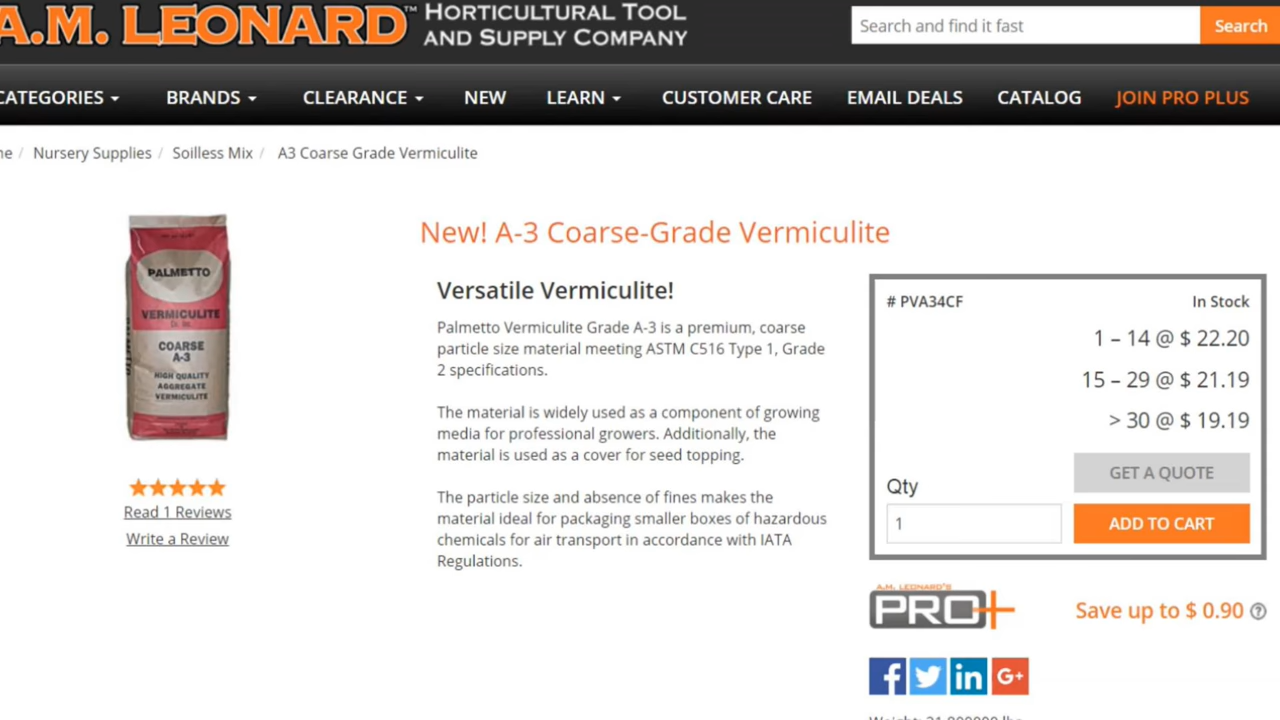 A.M. LEONARD™ HORTICULTURAL TOOL
AND SUPPLY COMPANY
Search and find it fast
Search
CATEGORIES
BRANDS
CLEARANCE
NEW
LEARN
CUSTOMER CARE
EMAIL DEALS
CATALOG
JOIN PRO PLUS
Nursery Supplies / Soilless Mix / A3 Coarse Grade Vermiculite
PALMETTO
VERMICULITE
COARSE
A-3
HIGH QUALITY
AGGREGATE
VERMICULITE
Read 1 Reviews
Write a Review
New! A-3 Coarse-Grade Vermiculite
Versatile Vermiculite!
Palmetto Vermiculite Grade A-3 is a premium, coarse
particle size material meeting ASTM C516 Type 1, Grade
2 specifications.
The material is widely used as a component of growing
media for professional growers. Additionally, the
material is used as a cover for seed topping.
The particle size and absence of fines makes the
material ideal for packaging smaller boxes of hazardous
chemicals for air transport in accordance with IATA
Regulations.
# PVA34CF
In Stock
1 – 14 @ $ 22.20
15 – 29 @ $ 21.19
> 30 @ $ 19.19
GET A QUOTE
Qty
1
ADD TO CART
A.M. LEONARD'S
PRO+
Save up to $ 0.90 ?
f
in
G+